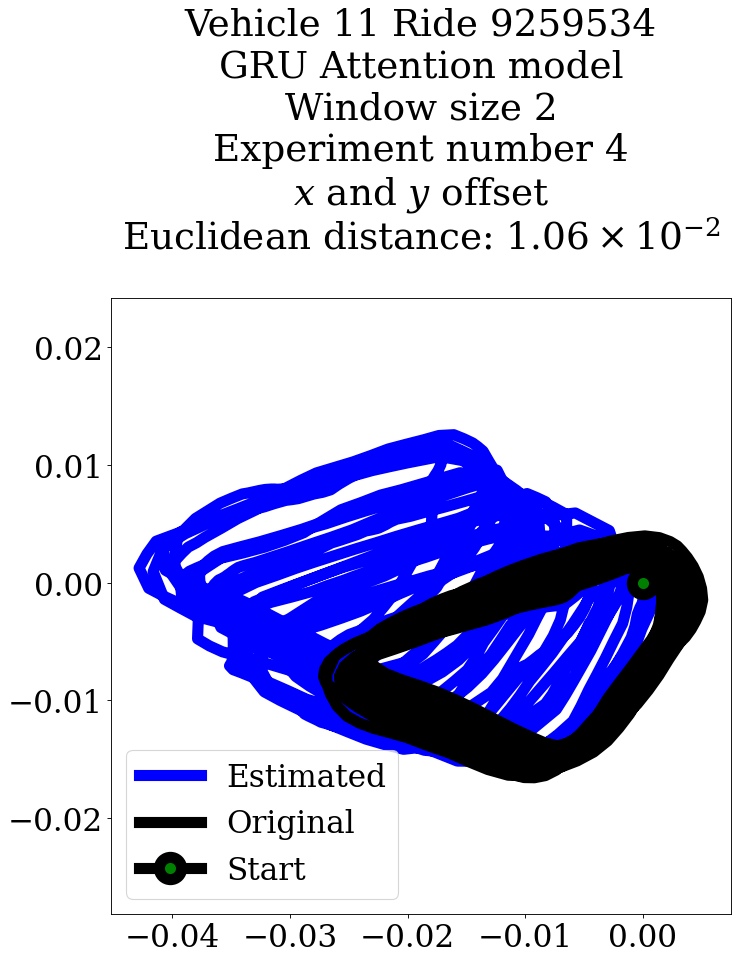 Vehicle 11 Ride 9259534
GRU Attention model
Window size 2
Experiment number 4
x and y offset
Euclidean distance: 1.06 × 10⁻²
0.02
0.01
0.00
−0.01
−0.02
Estimated
Original
Start
−0.04 −0.03 −0.02 −0.01 0.00